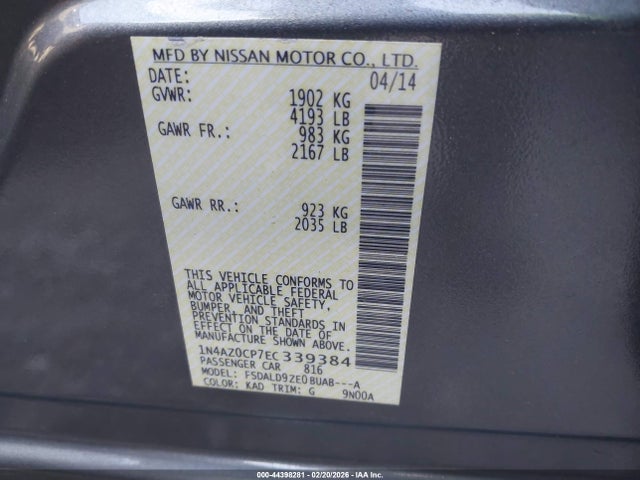 MFD BY NISSAN MOTOR CO., LTD.
DATE: 04/14
GVWR: 1902 KG
4193 LB
GAWR FR.: 983 KG
2167 LB
GAWR RR.: 923 KG
2035 LB
THIS VEHICLE CONFORMS TO
ALL APPLICABLE FEDERAL
MOTOR VEHICLE SAFETY,
BUMPER, AND THEFT
PREVENTION STANDARDS IN
EFFECT ON THE DATE OF
MANUFACTURE SHOWN ABOVE.
1N4AZ0CP7EC339384
PASSENGER CAR 816
MODEL: FSDALD9ZE0BUAB---A
COLOR: KAD TRIM: G 9N00A
000-44398281 - 02/20/2026 - IAA Inc.